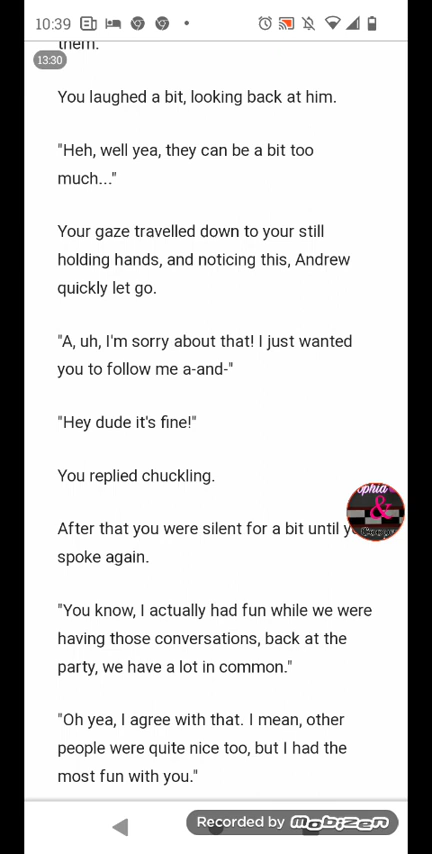 10:39
them.
13:30
You laughed a bit, looking back at him.
"Heh, well yea, they can be a bit too
much..."
Your gaze travelled down to your still
holding hands, and noticing this, Andrew
quickly let go.
"A, uh, I'm sorry about that! I just wanted
you to follow me a-and-"
"Hey dude it's fine!"
You replied chuckling.
&
After that you were silent for a bit until
spoke again.
"You know, I actually had fun while we were
having those conversations, back at the
party, we have a lot in common."
"Oh yea, I agree with that. I mean, other
people were quite nice too, but I had the
most fun with you."
Recorded by Mobizen